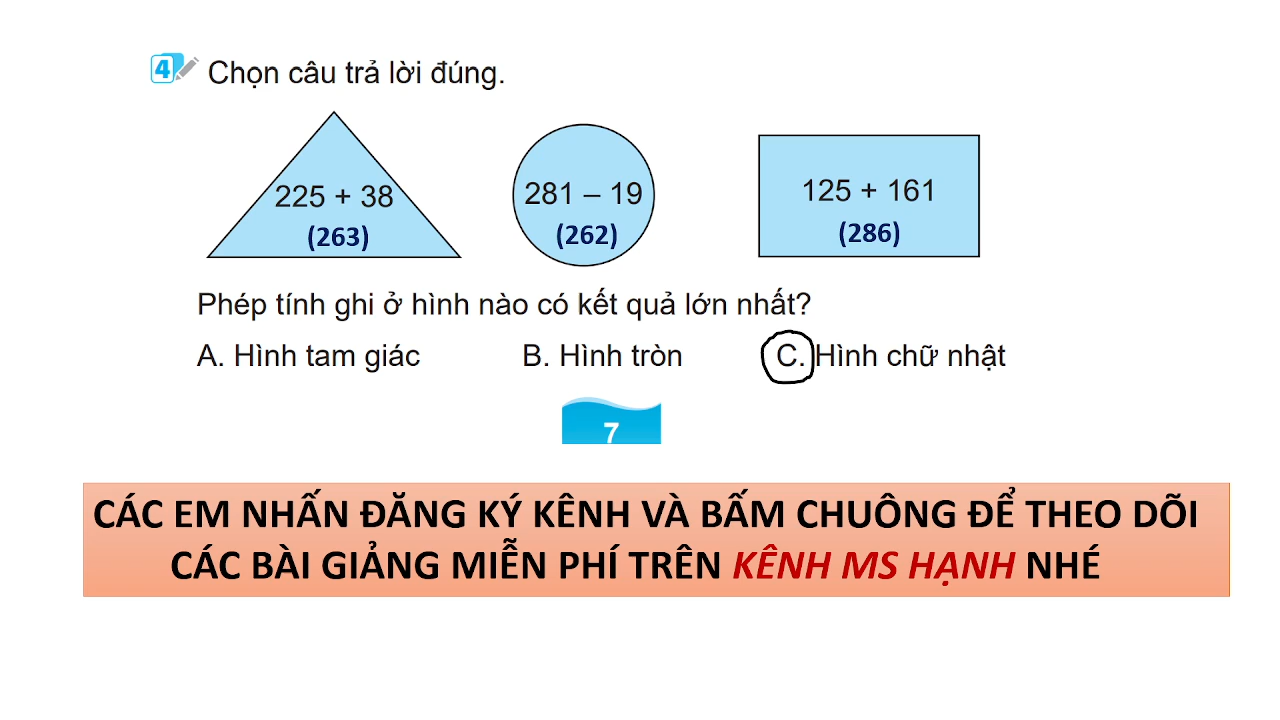 4 Chọn câu trả lời đúng.
225 + 38 281 – 19 125 + 161
(263) (262) (286)
Phép tính ghi ở hình nào có kết quả lớn nhất?
A. Hình tam giác B. Hình tròn C. Hình chữ nhật
7
CÁC EM NHẤN ĐĂNG KÝ KÊNH VÀ BẤM CHUÔNG ĐỂ THEO DÕI
CÁC BÀI GIẢNG MIỄN PHÍ TRÊN KÊNH MS HẠNH NHÉ